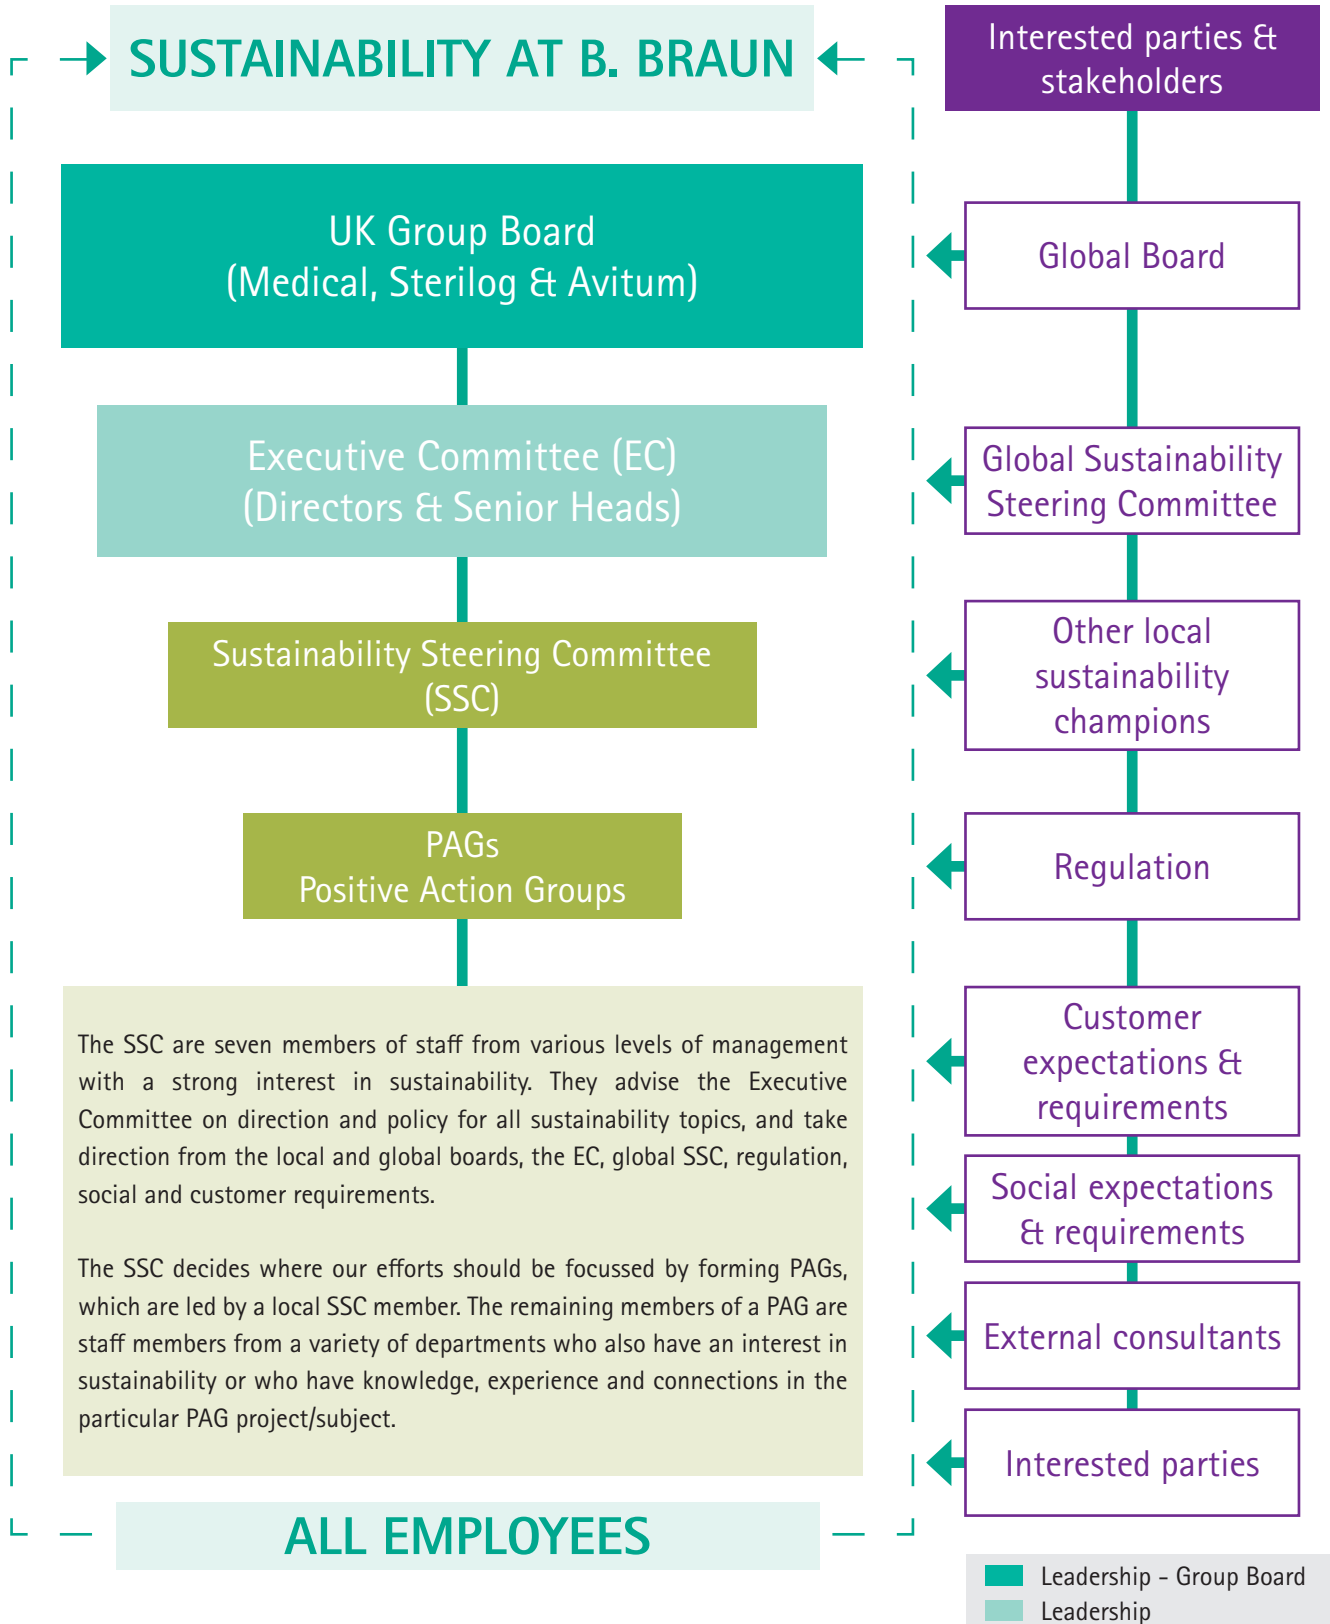 SUSTAINABILITY AT B. BRAUN
UK Group Board
(Medical, Sterilog & Avitum)
Executive Committee (EC)
(Directors & Senior Heads)
Sustainability Steering Committee
(SSC)
PAGs
Positive Action Groups
The SSC are seven members of staff from various levels of management
with a strong interest in sustainability. They advise the Executive
Committee on direction and policy for all sustainability topics, and take
direction from the local and global boards, the EC, global SSC, regulation,
social and customer requirements.
The SSC decides where our efforts should be focussed by forming PAGs,
which are led by a local SSC member. The remaining members of a PAG are
staff members from a variety of departments who also have an interest in
sustainability or who have knowledge, experience and connections in the
particular PAG project/subject.
ALL EMPLOYEES
Interested parties &
stakeholders
Global Board
Global Sustainability
Steering Committee
Other local
sustainability
champions
Regulation
Customer
expectations &
requirements
Social expectations
& requirements
External consultants
Interested parties
Leadership - Group Board
Leadership